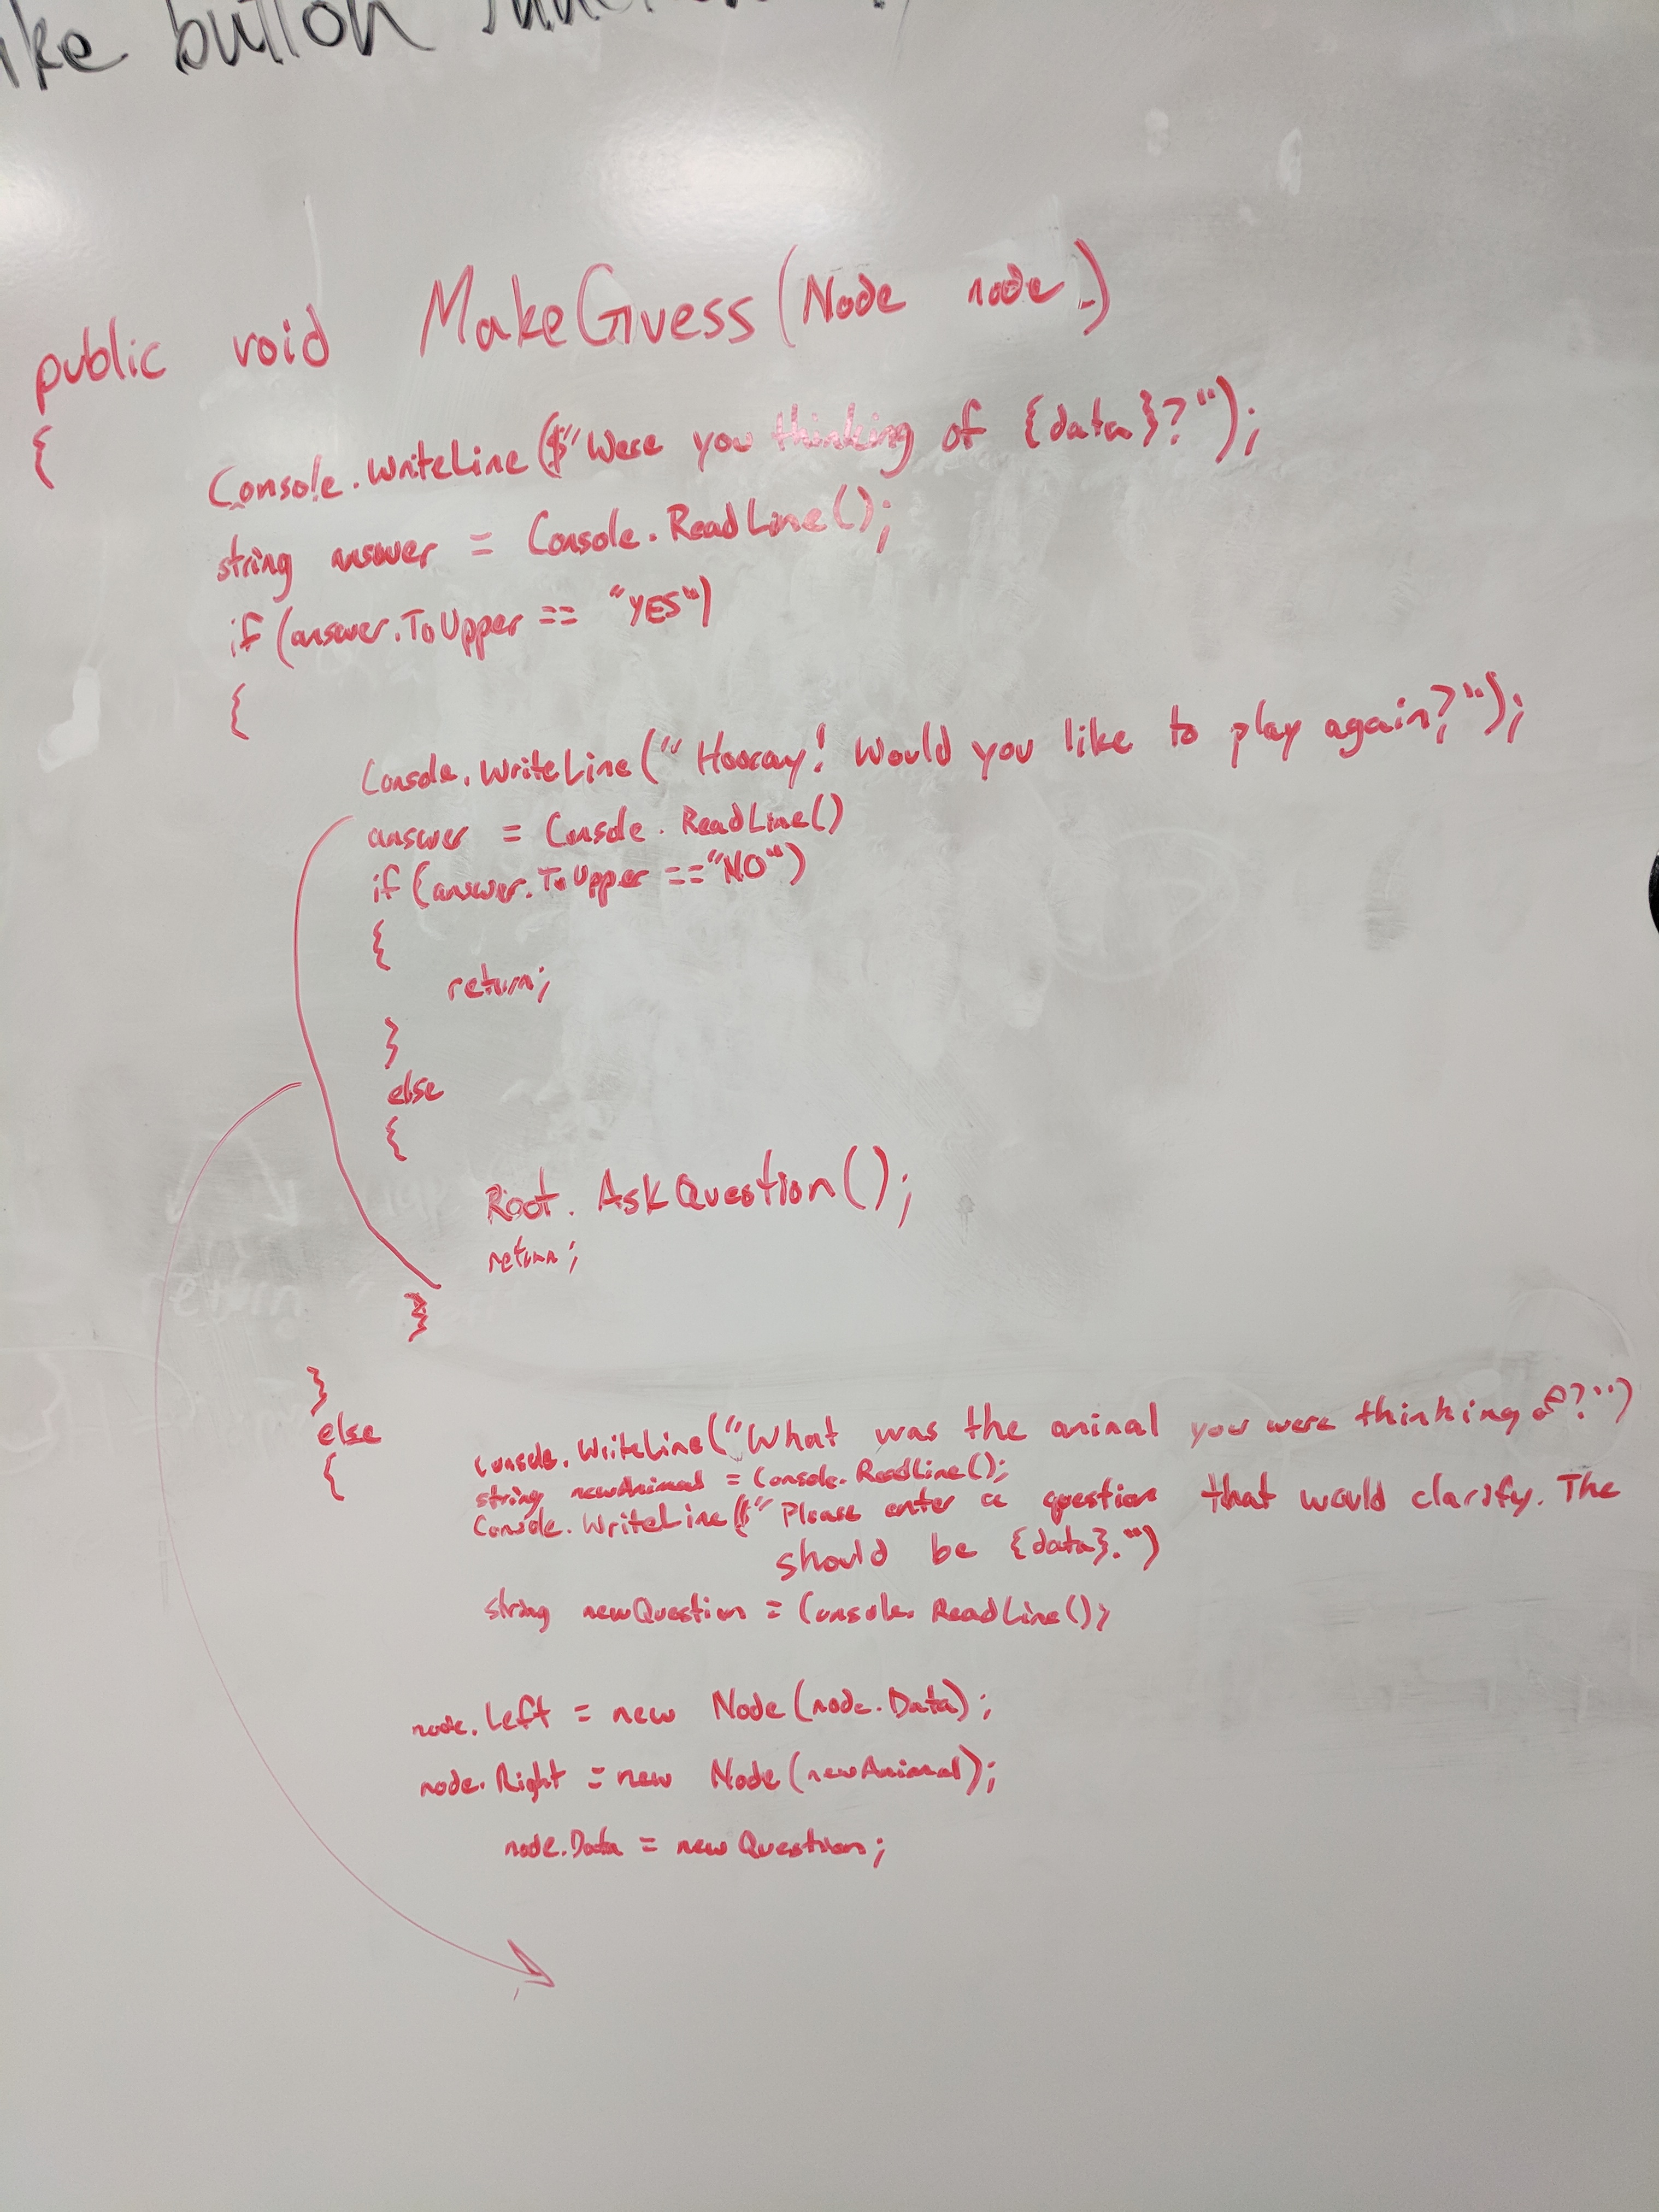 ike button
public void MakeGuess(Node node)
{
Console.WriteLine($"Were you thinking of {data}?");
string answer = Console.ReadLine();
if (answer.ToUpper == "YES")
{
Console.WriteLine("Hooray! Would you like to play again?");
answer = Console.ReadLine()
if (answer.ToUpper == "NO")
{
return;
}
else
{
Root.AskQuestion();
return;
}
}
else
{
Console.WriteLine("What was the animal you were thinking of?")
string newAnimal = Console.ReadLine();
Console.WriteLine($"Please enter a question that would clarify. The
should be {data}.")
string newQuestion = Console.ReadLine();
node.Left = new Node(node.Data);
node.Right = new Node(newAnimal);
node.Data = newQuestion;